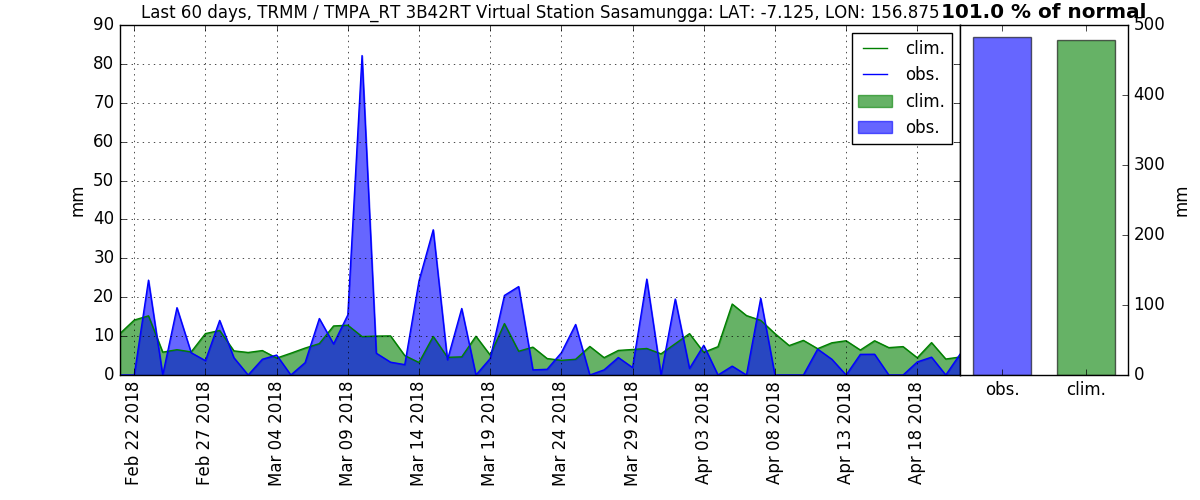 Last 60 days, TRMM / TMPA_RT 3B42RT Virtual Station Sasamungga: LAT: -7.125, LON: 156.875
101.0 % of normal
90
80
70
60
50
40
30
20
10
0
mm
clim.
obs.
clim.
obs.
Feb 22 2018
Feb 27 2018
Mar 04 2018
Mar 09 2018
Mar 14 2018
Mar 19 2018
Mar 24 2018
Mar 29 2018
Apr 03 2018
Apr 08 2018
Apr 13 2018
Apr 18 2018
500
400
300
200
100
0
mm
obs.
clim.